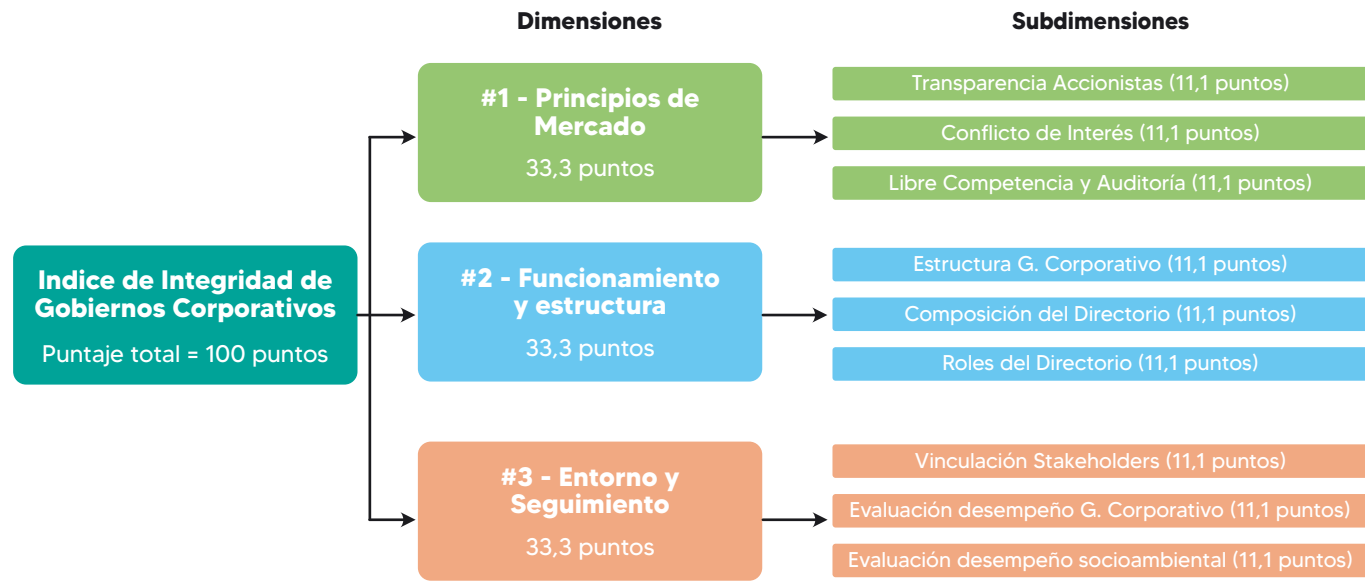 Dimensiones
Subdimensiones
Indice de Integridad de
Gobiernos Corporativos
Puntaje total = 100 puntos
#1 - Principios de
Mercado
33,3 puntos
Transparencia Accionistas (11,1 puntos)
Conflicto de Interés (11,1 puntos)
Libre Competencia y Auditoría (11,1 puntos)
#2 - Funcionamiento
y estructura
33,3 puntos
Estructura G. Corporativo (11,1 puntos)
Composición del Directorio (11,1 puntos)
Roles del Directorio (11,1 puntos)
#3 - Entorno y
Seguimiento
33,3 puntos
Vinculación Stakeholders (11,1 puntos)
Evaluación desempeño G. Corporativo (11,1 puntos)
Evaluación desempeño socioambiental (11,1 puntos)